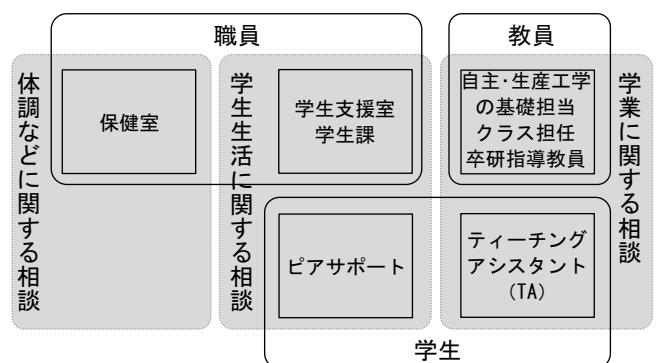 職員
教員
体調などに関する相談
保健室
学生生活に関する相談
学生支援室
学生課
自主・生産工学
の基礎担当
クラス担任
卒研指導教員
学業に関する相談
ピアサポート
ティーチング
アシスタント
(TA)
学生